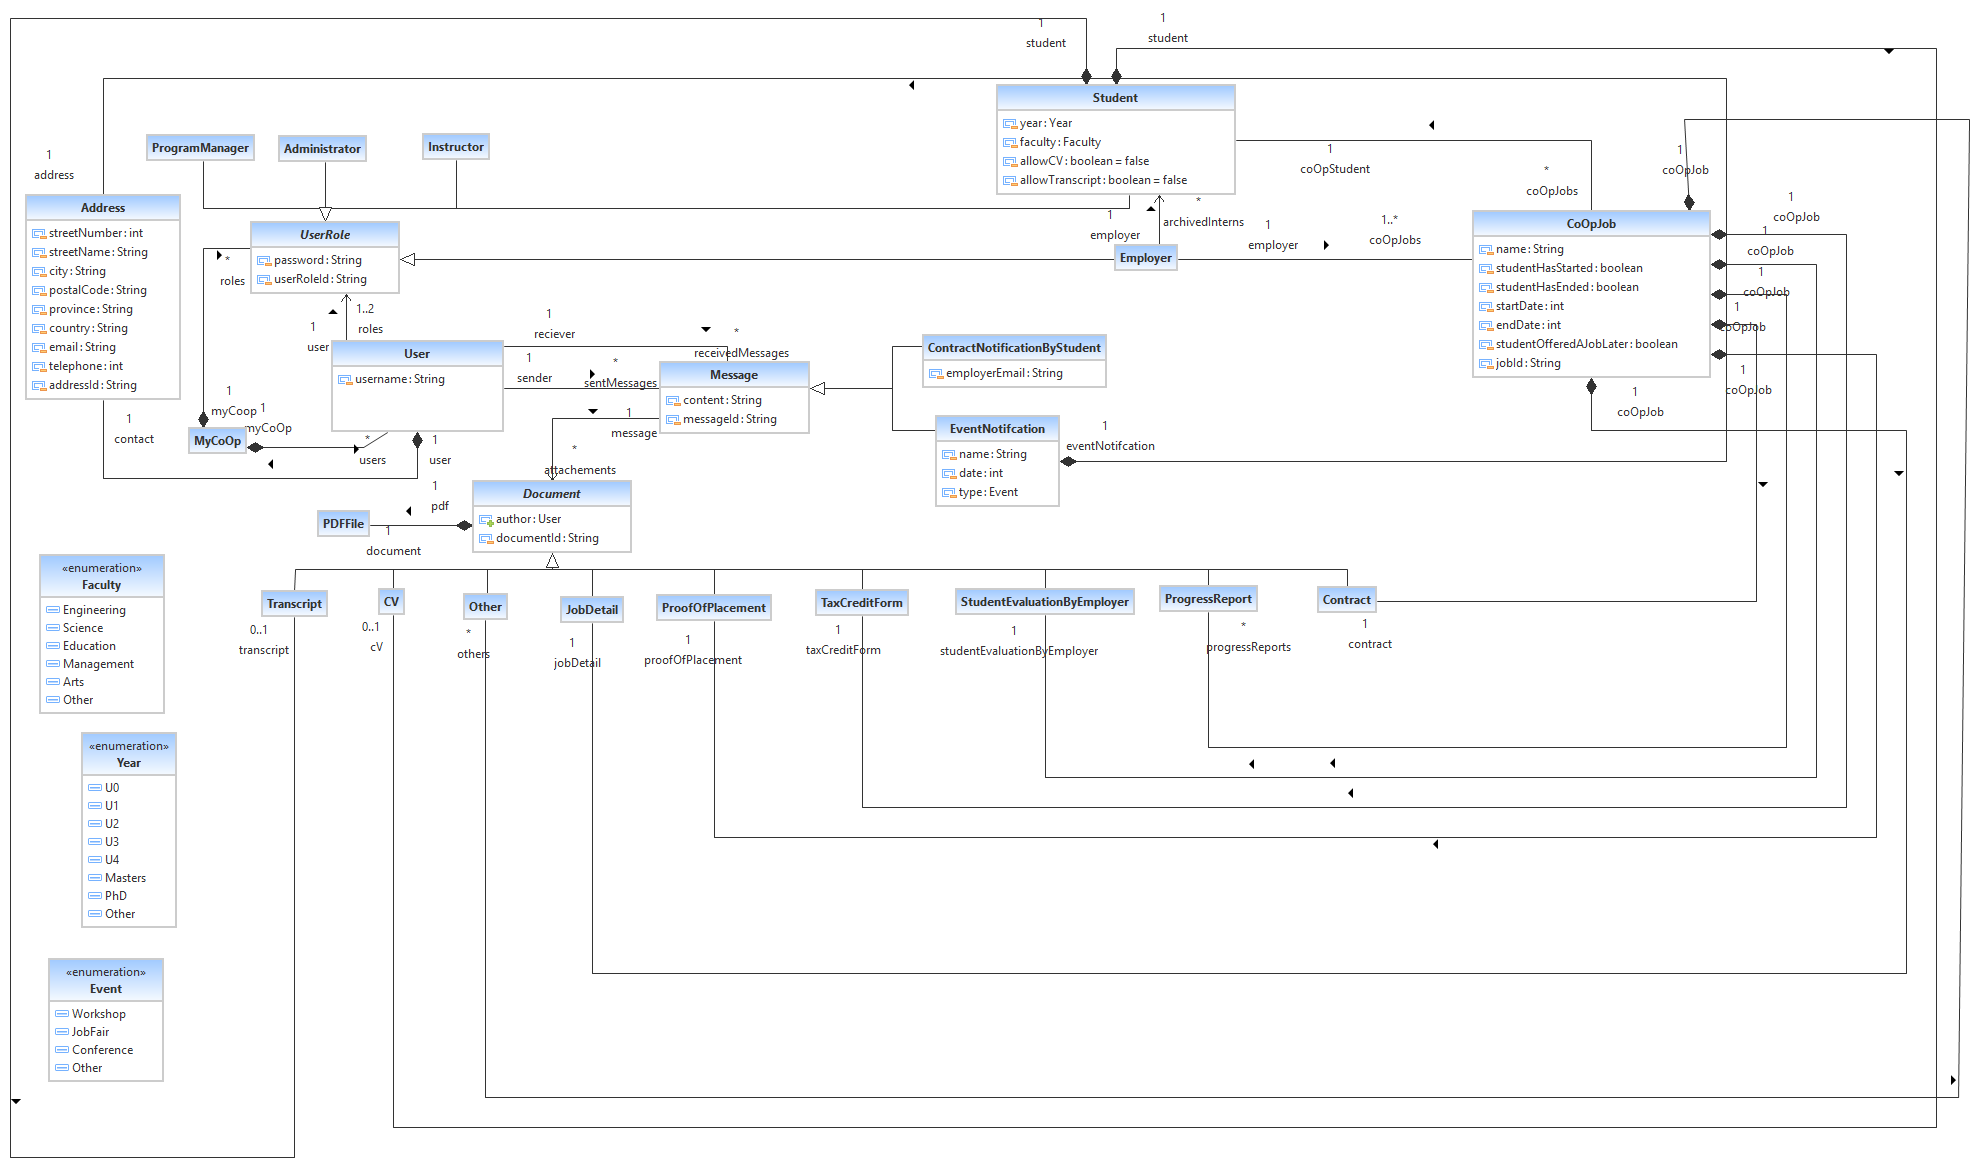 1
student
1
student
Student
year : Year
faculty : Faculty
allowCV : boolean = false
allowTranscript : boolean = false
ProgramManager
Administrator
Instructor
1
address
Address
streetNumber : int
streetName : String
city : String
postalCode : String
province : String
country : String
email : String
telephone : int
addressId : String
UserRole
password : String
userRoleId : String
*
roles
1..2
roles
1
user
1
coOpStudent
*
coOpJobs
1
employer
*
archivedInterns
Employer
1
employer
1..*
coOpJobs
1
coOpJob
1
coOpJob
1
coOpJob
1
coOpJob
1
coOpJob
1
coOpJob
1
coOpJob
CoOpJob
name : String
studentHasStarted : boolean
studentHasEnded : boolean
startDate : int
endDate : int
studentOfferedAJobLater : boolean
jobId : String
User
username : String
1
reciever
*
receivedMessages
1
sender
*
sentMessages
Message
content : String
messageId : String
ContractNotificationByStudent
employerEmail : String
EventNotifcation
name : String
date : int
type : Event
1
eventNotifcation
1
contact
1
myCoop
1
myCoOp
MyCoOp
*
users
1
user
1
message
*
attachements
Document
author : User
documentId : String
1
pdf
PDFFile
1
document
«enumeration»
Faculty
Engineering
Science
Education
Management
Arts
Other
Transcript
0..1
transcript
CV
0..1
cV
Other
*
others
JobDetail
1
jobDetail
ProofOfPlacement
1
proofOfPlacement
TaxCreditForm
1
taxCreditForm
StudentEvaluationByEmployer
1
studentEvaluationByEmployer
ProgressReport
*
progressReports
Contract
1
contract
«enumeration»
Year
U0
U1
U2
U3
U4
Masters
PhD
Other
«enumeration»
Event
Workshop
JobFair
Conference
Other